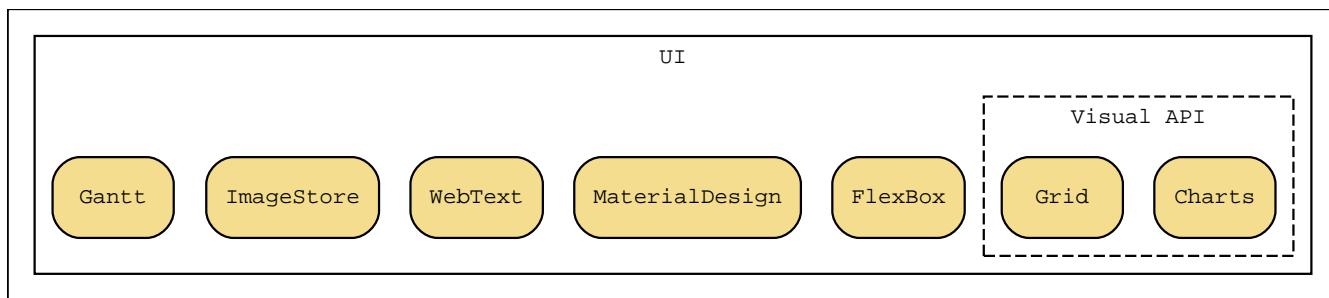 UI
Visual API
Gantt ImageStore WebText MaterialDesign FlexBox Grid Charts